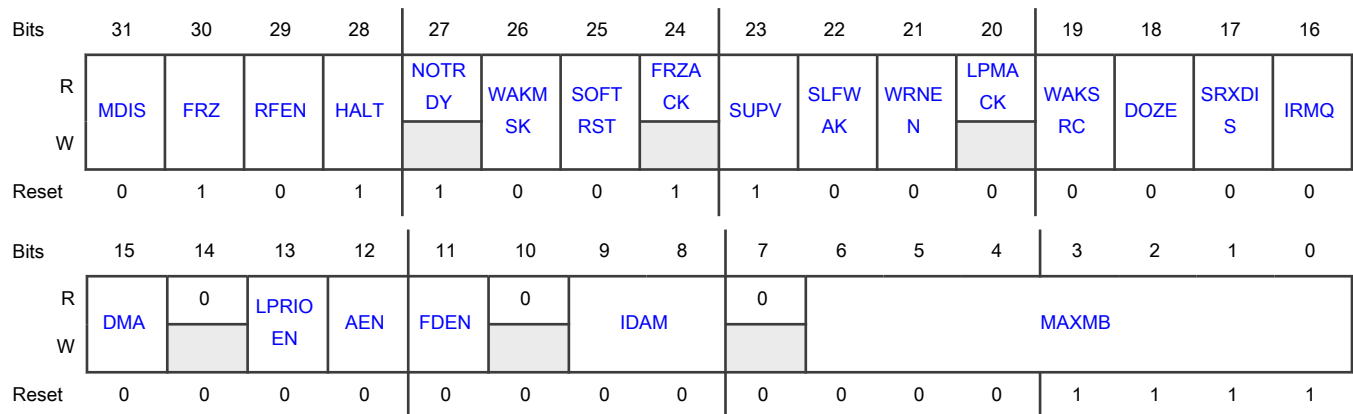 Bits 31 30 29 28 27 26 25 24 23 22 21 20 19 18 17 16
R MDIS FRZ RFEN HALT NOTR WAKM SOFT FRZA SUPV SLFW WRNE LPMA WAKS DOZE SRXDI IRMQ
DY SK RST CK AK N CK RC S
W
Reset 0 1 0 1 1 0 0 1 1 0 0 0 0 0 0 0
Bits 15 14 13 12 11 10 9 8 7 6 5 4 3 2 1 0
R DMA 0 LPRIO AEN FDEN 0 IDAM 0 MAXMB
EN
W
Reset 0 0 0 0 0 0 0 0 0 0 0 0 1 1 1 1